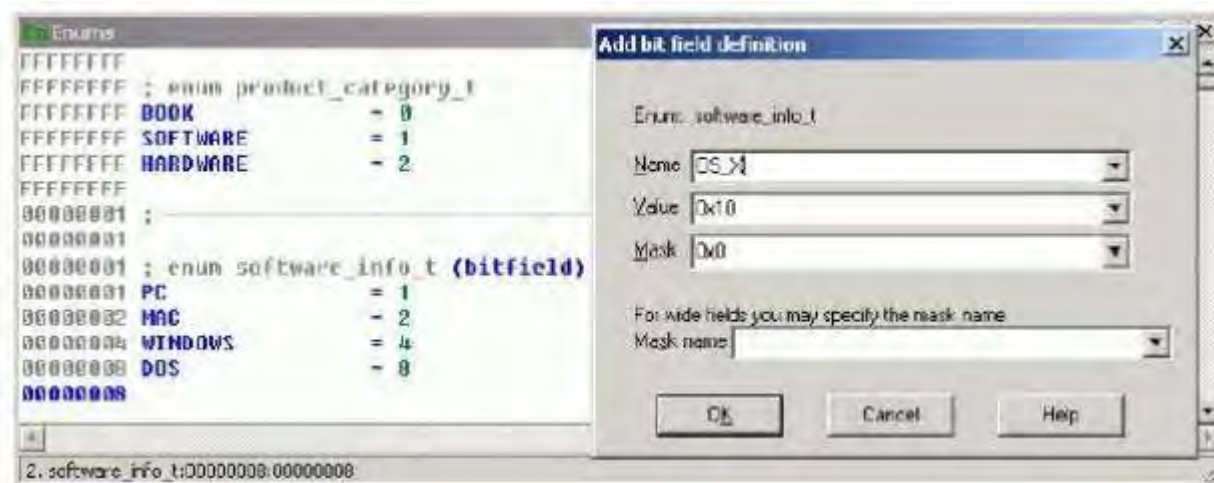 Enums
FFFFFFFF
FFFFFFFF ; enum product_category_t
FFFFFFFF BOOK = 0
FFFFFFFF SOFTWARE = 1
FFFFFFFF HARDWARE = 2
FFFFFFFF
00000001 ;
00000001
00000001 ; enum software_info_t (bitfield)
00000001 PC = 1
00000002 MAC = 2
00000004 WINDOWS = 4
00000008 DOS = 8
00000008
2. software_info_t:00000008:00000008
Add bit field definition
Enum: software_info_t
Name OS_X
Value 0x10
Mask 0x0
For wide fields you may specify the mask name
Mask name
OK
Cancel
Help